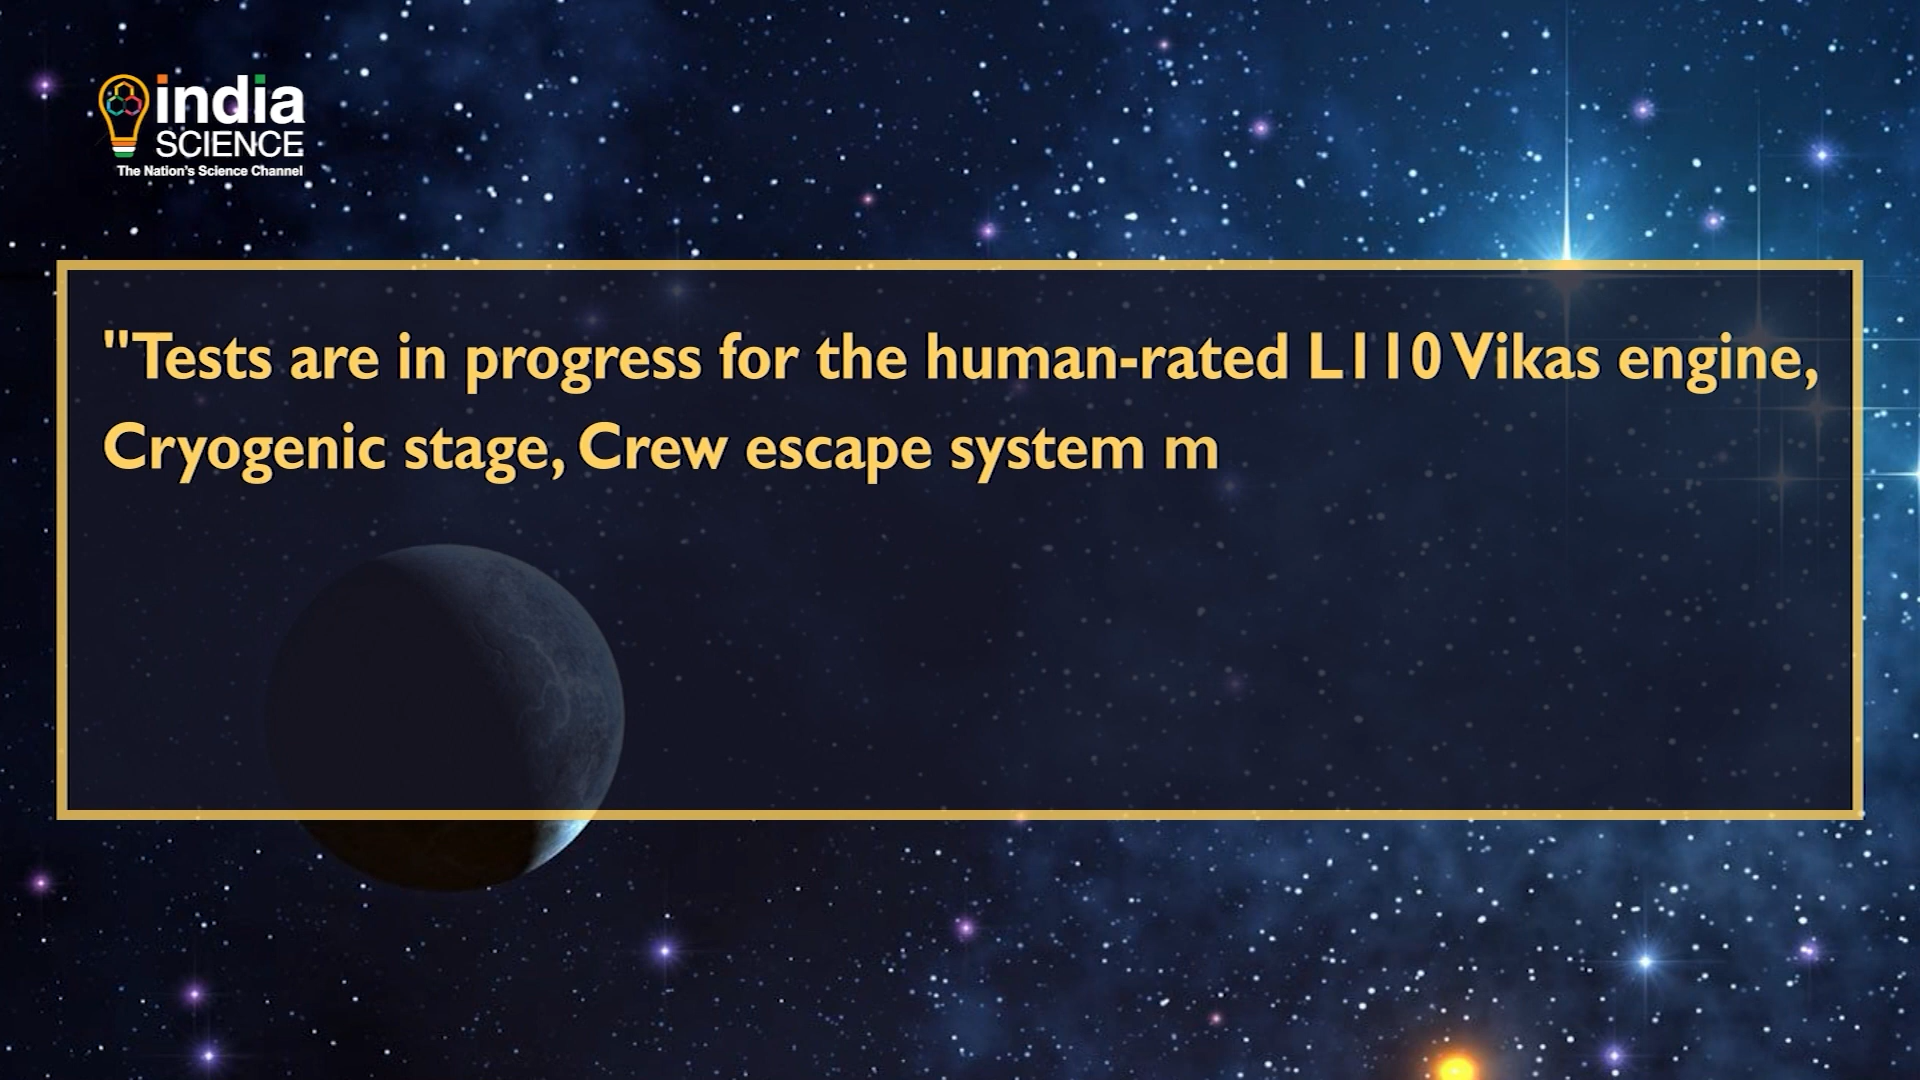 india
SCIENCE
The Nation's Science Channel
"Tests are in progress for the human-rated L110 Vikas engine,
Cryogenic stage, Crew escape system m